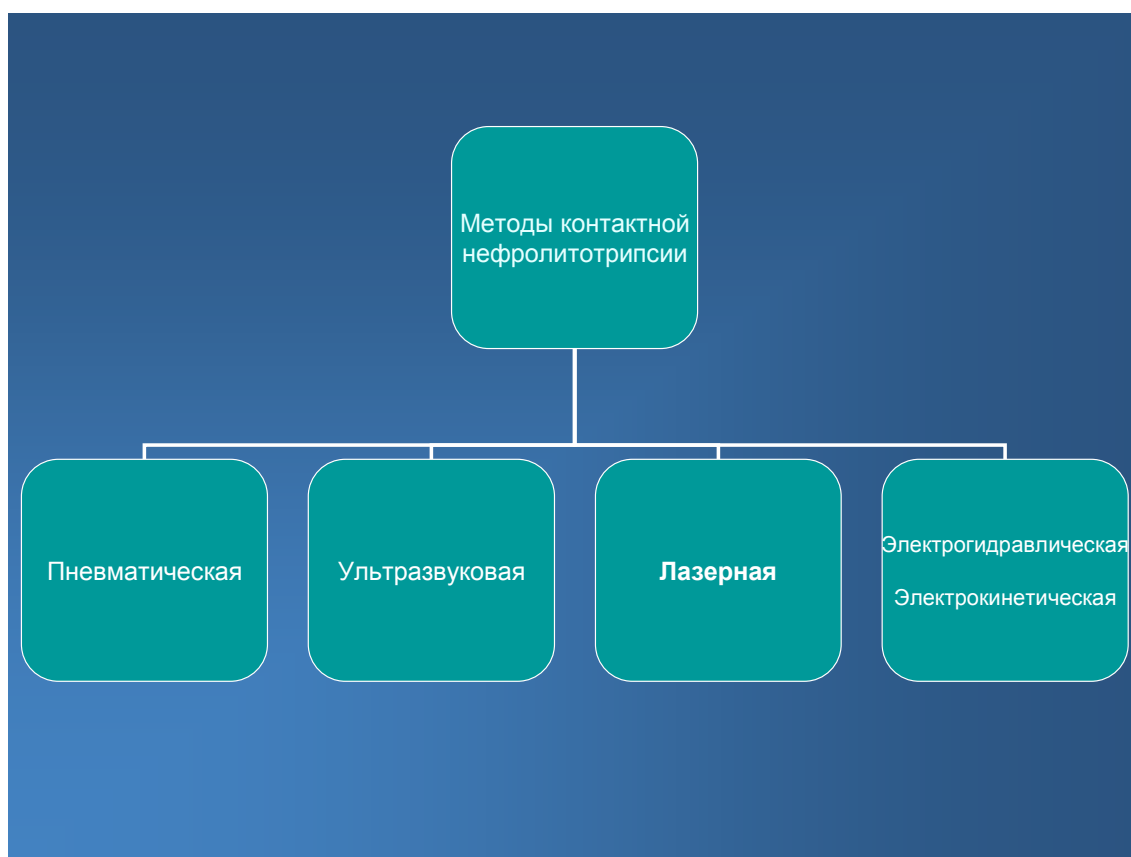 Методы контактной
нефролитотрипсии
Пневматическая
Ультразвуковая
Лазерная
Электрогидравлическая
Электрокинетическая